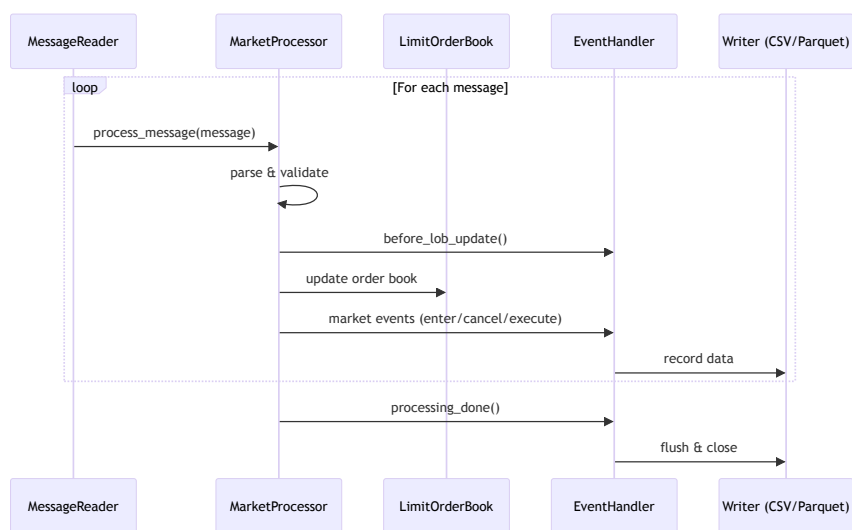 MessageReader
MarketProcessor
LimitOrderBook
EventHandler
Writer (CSV/Parquet)
loop
[For each message]
process_message(message)
parse & validate
before_lob_update()
update order book
market events (enter/cancel/execute)
record data
processing_done()
flush & close
MessageReader
MarketProcessor
LimitOrderBook
EventHandler
Writer (CSV/Parquet)